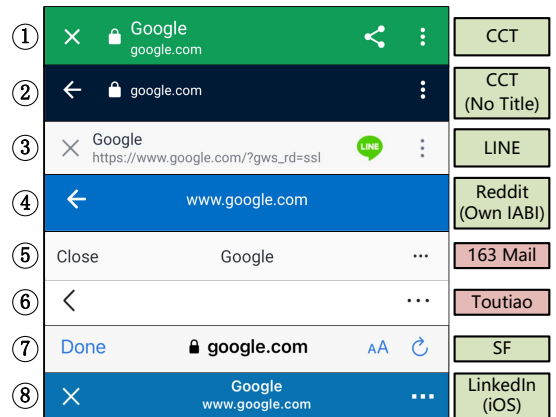 ① Google google.com CCT
② google.com CCT (No Title)
③ Google https://www.google.com/?gws_rd=ssl LINE LINE
④ www.google.com Reddit (Own IABI)
⑤ Close Google 163 Mail
⑥ Toutiao
⑦ Done google.com AA SF
⑧ Google www.google.com LinkedIn (iOS)